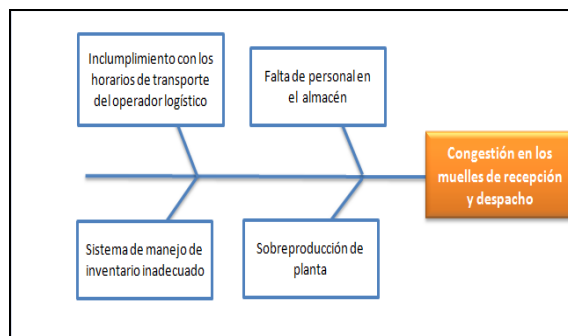 Inclumplimiento con los
horarios de transporte
del operador logístico
Falta de personal en
el almacén
Congestión en los
muelles de recepción
y despacho
Sistema de manejo de
inventario inadecuado
Sobreproducción de
planta